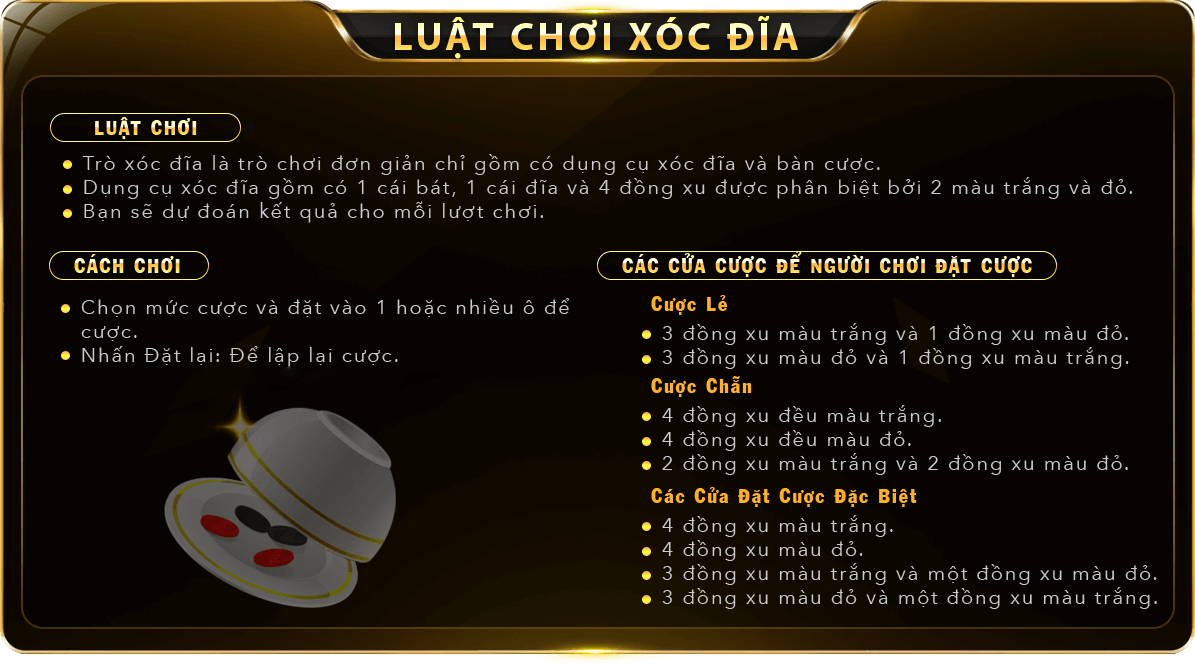 LUẬT CHƠI XÓC ĐĨA
LUẬT CHƠI
Trò xóc đĩa là trò chơi đơn giản chỉ gồm có dụng cụ xóc đĩa và bàn cược.
Dụng cụ xóc đĩa gồm có 1 cái bát, 1 cái đĩa và 4 đồng xu được phân biệt bởi 2 màu trắng và đỏ.
Bạn sẽ dự đoán kết quả cho mỗi lượt chơi.
CÁCH CHƠI
Chọn mức cược và đặt vào 1 hoặc nhiều ô để
cược.
Nhấn Đặt lại: Để lặp lại cược.
CÁC CỬA CƯỢC ĐỂ NGƯỜI CHƠI ĐẶT CƯỢC
Cược Lẻ
3 đồng xu màu trắng và 1 đồng xu màu đỏ.
3 đồng xu màu đỏ và 1 đồng xu màu trắng.
Cược Chẵn
4 đồng xu đều màu trắng.
4 đồng xu đều màu đỏ.
2 đồng xu màu trắng và 2 đồng xu màu đỏ.
Các Cửa Đặt Cược Đặc Biệt
4 đồng xu màu trắng.
4 đồng xu màu đỏ.
3 đồng xu màu trắng và một đồng xu màu đỏ.
3 đồng xu màu đỏ và một đồng xu màu trắng.